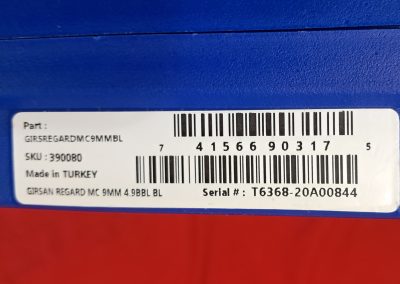 Part :
GIRSREGARDMC9MMBL
7 41566 90317 5
SKU : 390080
Made in TURKEY
GIRSAN REGARD MC 9MM 4.9BBL BL
Serial # : T6368-20A00844